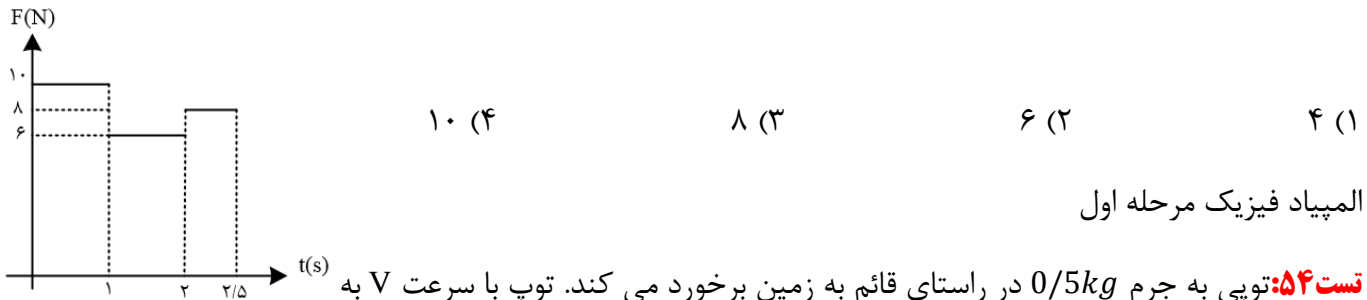 F(N)
۱۰
۸
۶
۱ ۲ ۲/۵ t(s)
۱) ۴ ۲) ۶ ۳) ۸ ۴) ۱۰
المپیاد فیزیک مرحله اول
تست۵۴:توپی به جرم 0/5kg در راستای قائم به زمین برخورد می کند. توپ با سرعت V به